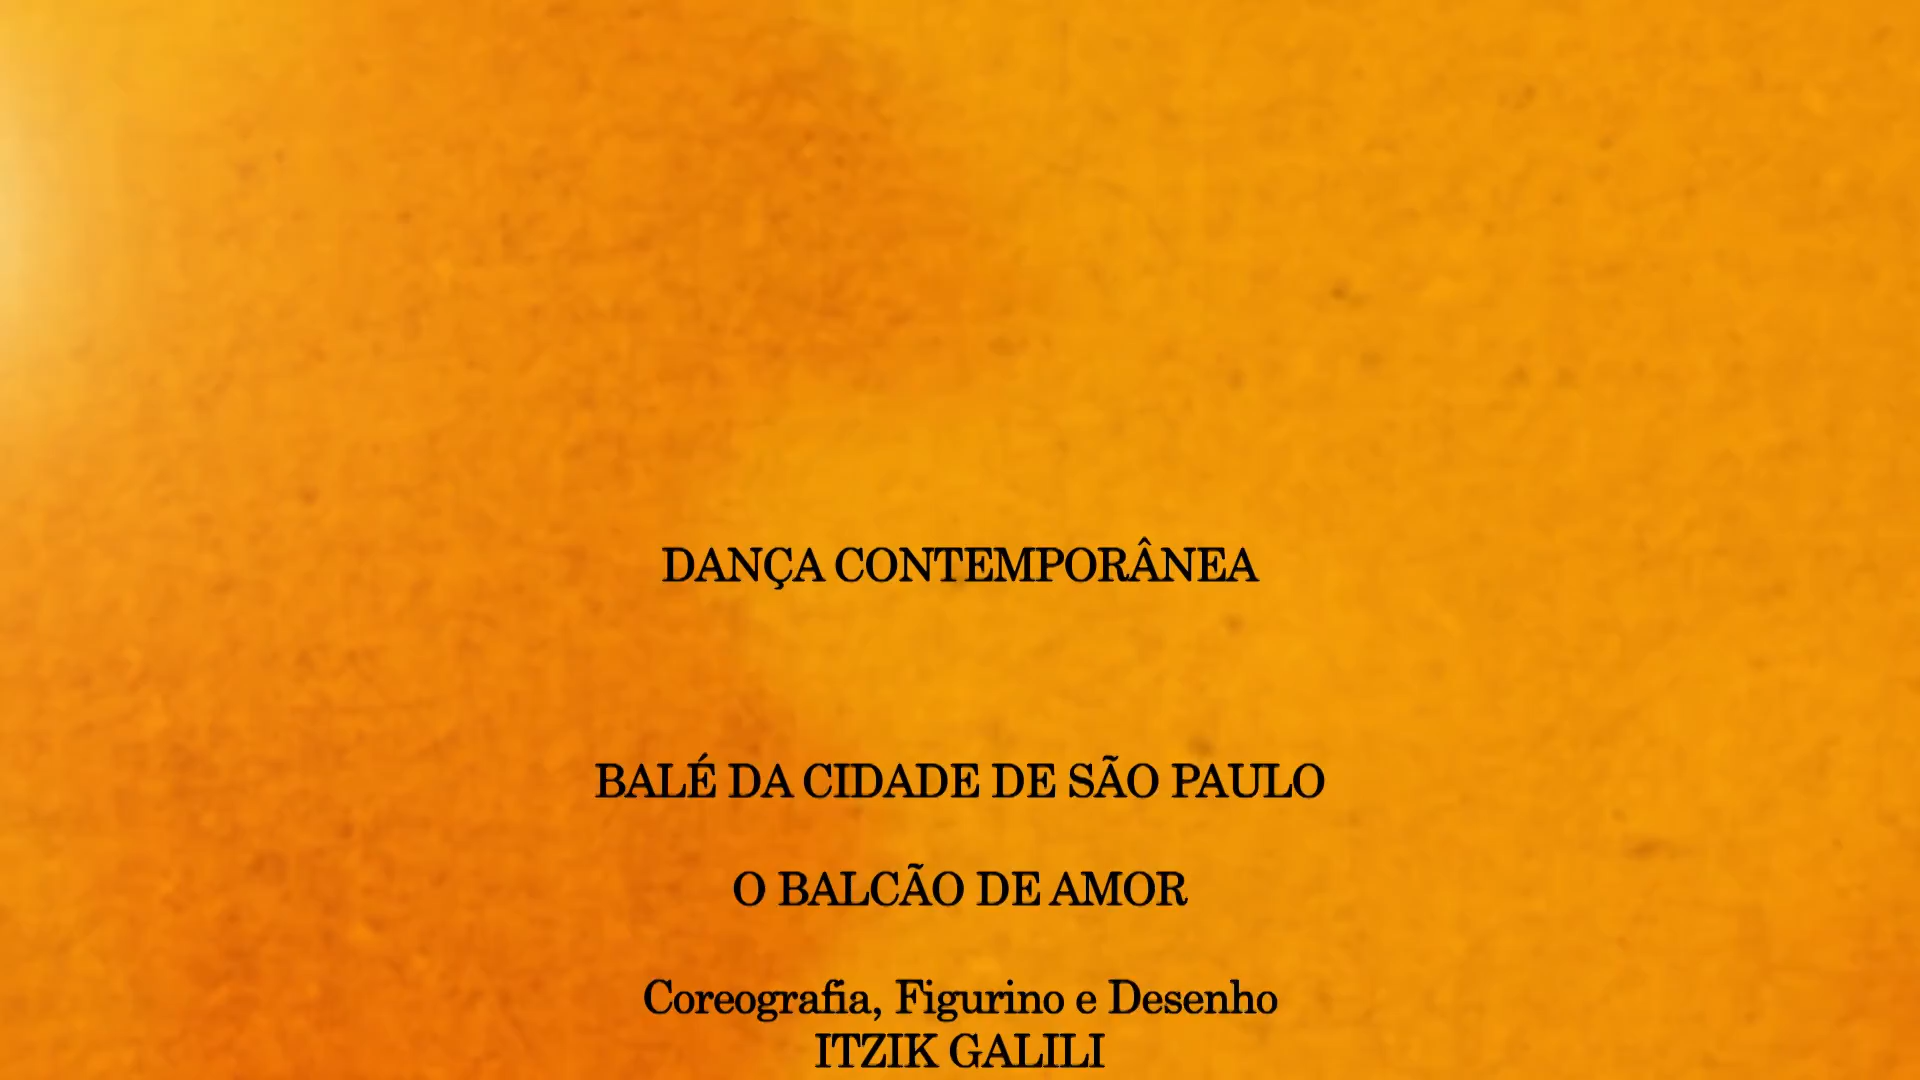 DANÇA CONTEMPORÂNEA
BALÉ DA CIDADE DE SÃO PAULO
O BALCÃO DE AMOR
Coreografia, Figurino e Desenho
ITZIK GALILI